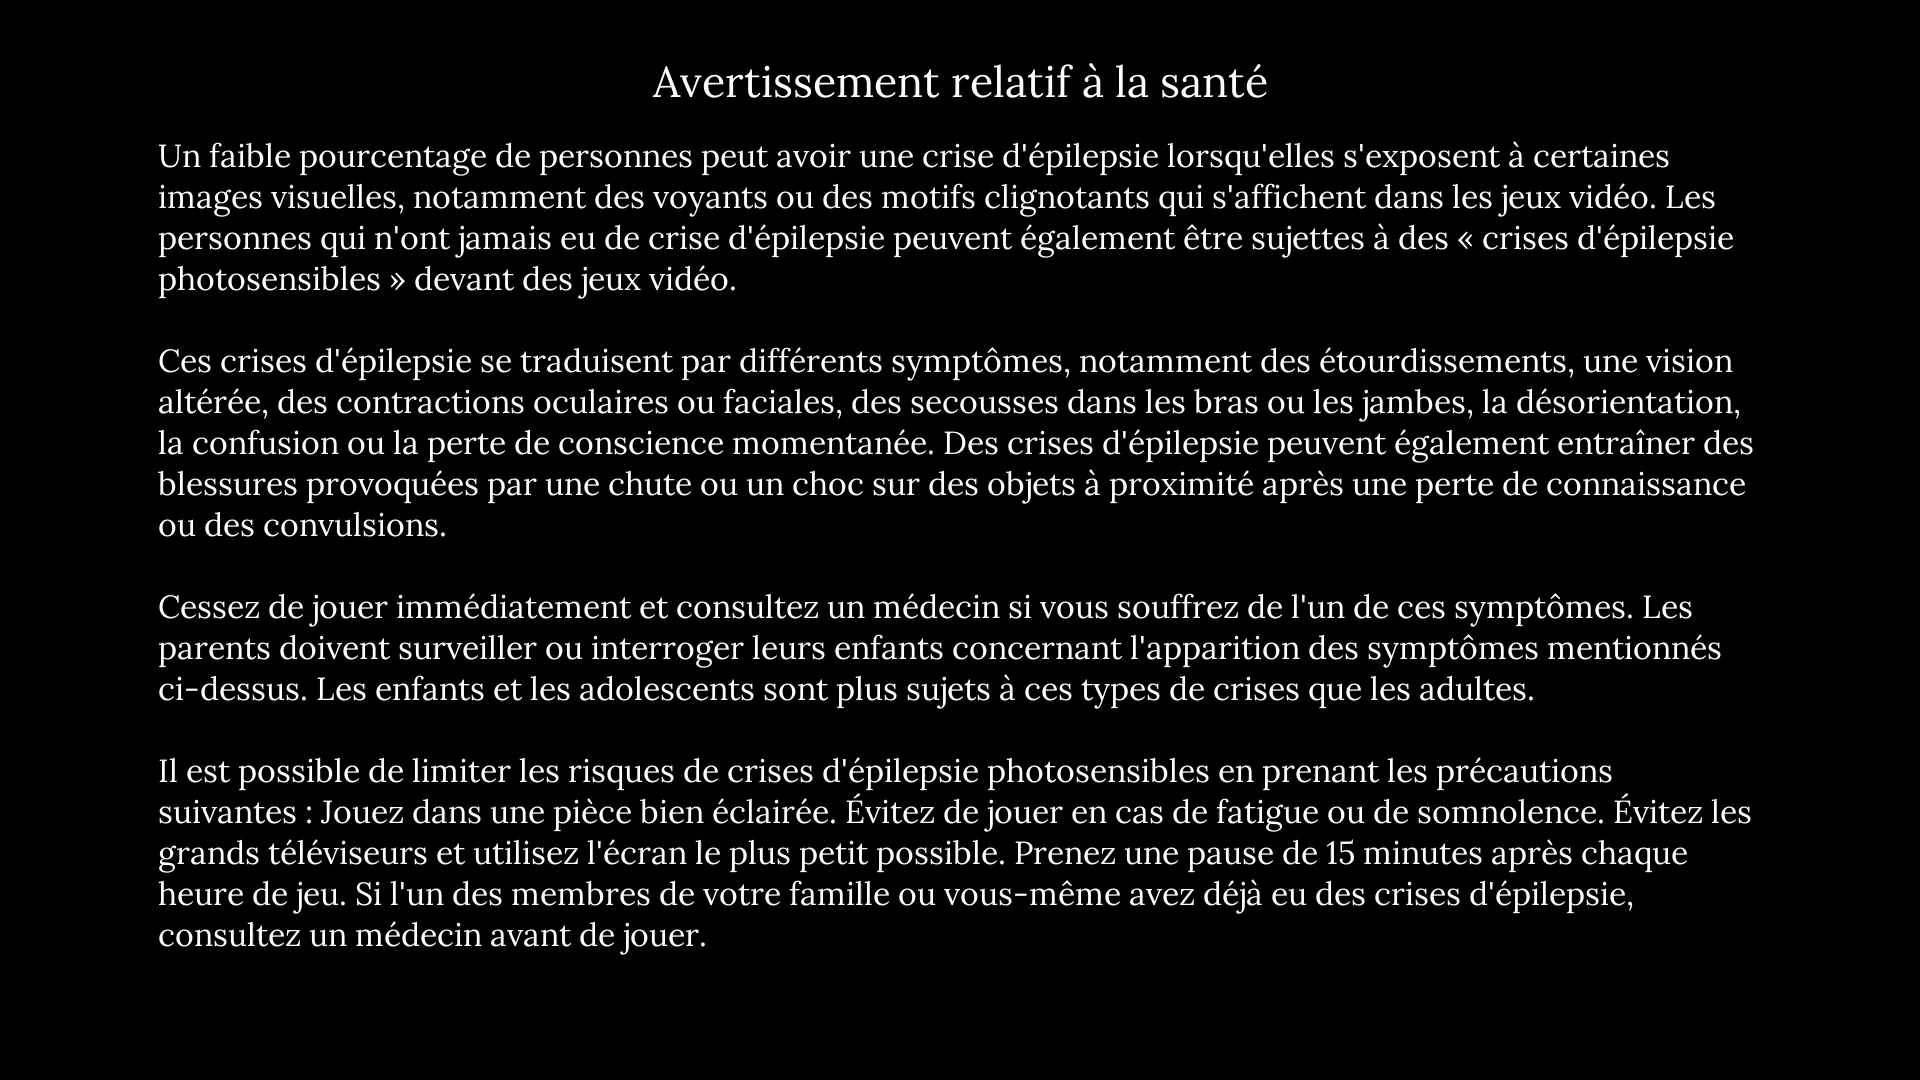 Avertissement relatif à la santé
Un faible pourcentage de personnes peut avoir une crise d'épilepsie lorsqu'elles s'exposent à certaines
images visuelles, notamment des voyants ou des motifs clignotants qui s'affichent dans les jeux vidéo. Les
personnes qui n'ont jamais eu de crise d'épilepsie peuvent également être sujettes à des « crises d'épilepsie
photosensibles » devant des jeux vidéo.
Ces crises d'épilepsie se traduisent par différents symptômes, notamment des étourdissements, une vision
altérée, des contractions oculaires ou faciales, des secousses dans les bras ou les jambes, la désorientation,
la confusion ou la perte de conscience momentanée. Des crises d'épilepsie peuvent également entraîner des
blessures provoquées par une chute ou un choc sur des objets à proximité après une perte de connaissance
ou des convulsions.
Cessez de jouer immédiatement et consultez un médecin si vous souffrez de l'un de ces symptômes. Les
parents doivent surveiller ou interroger leurs enfants concernant l'apparition des symptômes mentionnés
ci-dessus. Les enfants et les adolescents sont plus sujets à ces types de crises que les adultes.
Il est possible de limiter les risques de crises d'épilepsie photosensibles en prenant les précautions
suivantes : Jouez dans une pièce bien éclairée. Évitez de jouer en cas de fatigue ou de somnolence. Évitez les
grands téléviseurs et utilisez l'écran le plus petit possible. Prenez une pause de 15 minutes après chaque
heure de jeu. Si l'un des membres de votre famille ou vous-même avez déjà eu des crises d'épilepsie,
consultez un médecin avant de jouer.